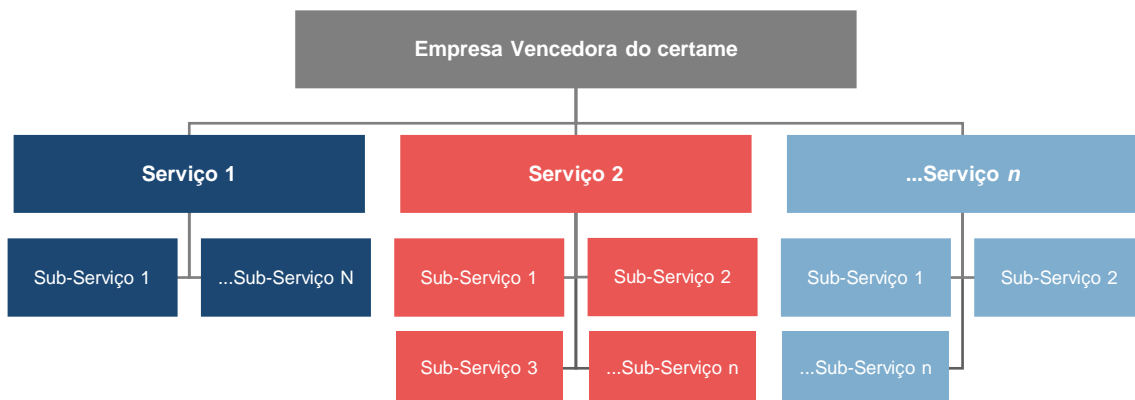 Empresa Vencedora do certame
Serviço 1
Serviço 2
...Serviço n
Sub-Serviço 1
...Sub-Serviço N
Sub-Serviço 1
Sub-Serviço 2
Sub-Serviço 1
Sub-Serviço 2
Sub-Serviço 3
...Sub-Serviço n
...Sub-Serviço n